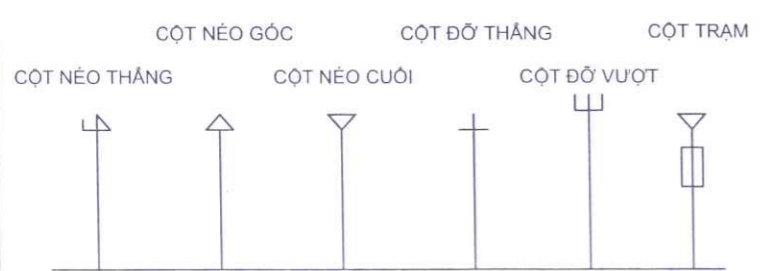 CỘT NÉO GÓC
CỘT ĐỠ THẲNG
CỘT TRẠM
CỘT NÉO THẲNG
CỘT NÉO CUỐI
CỘT ĐỠ VƯỢT